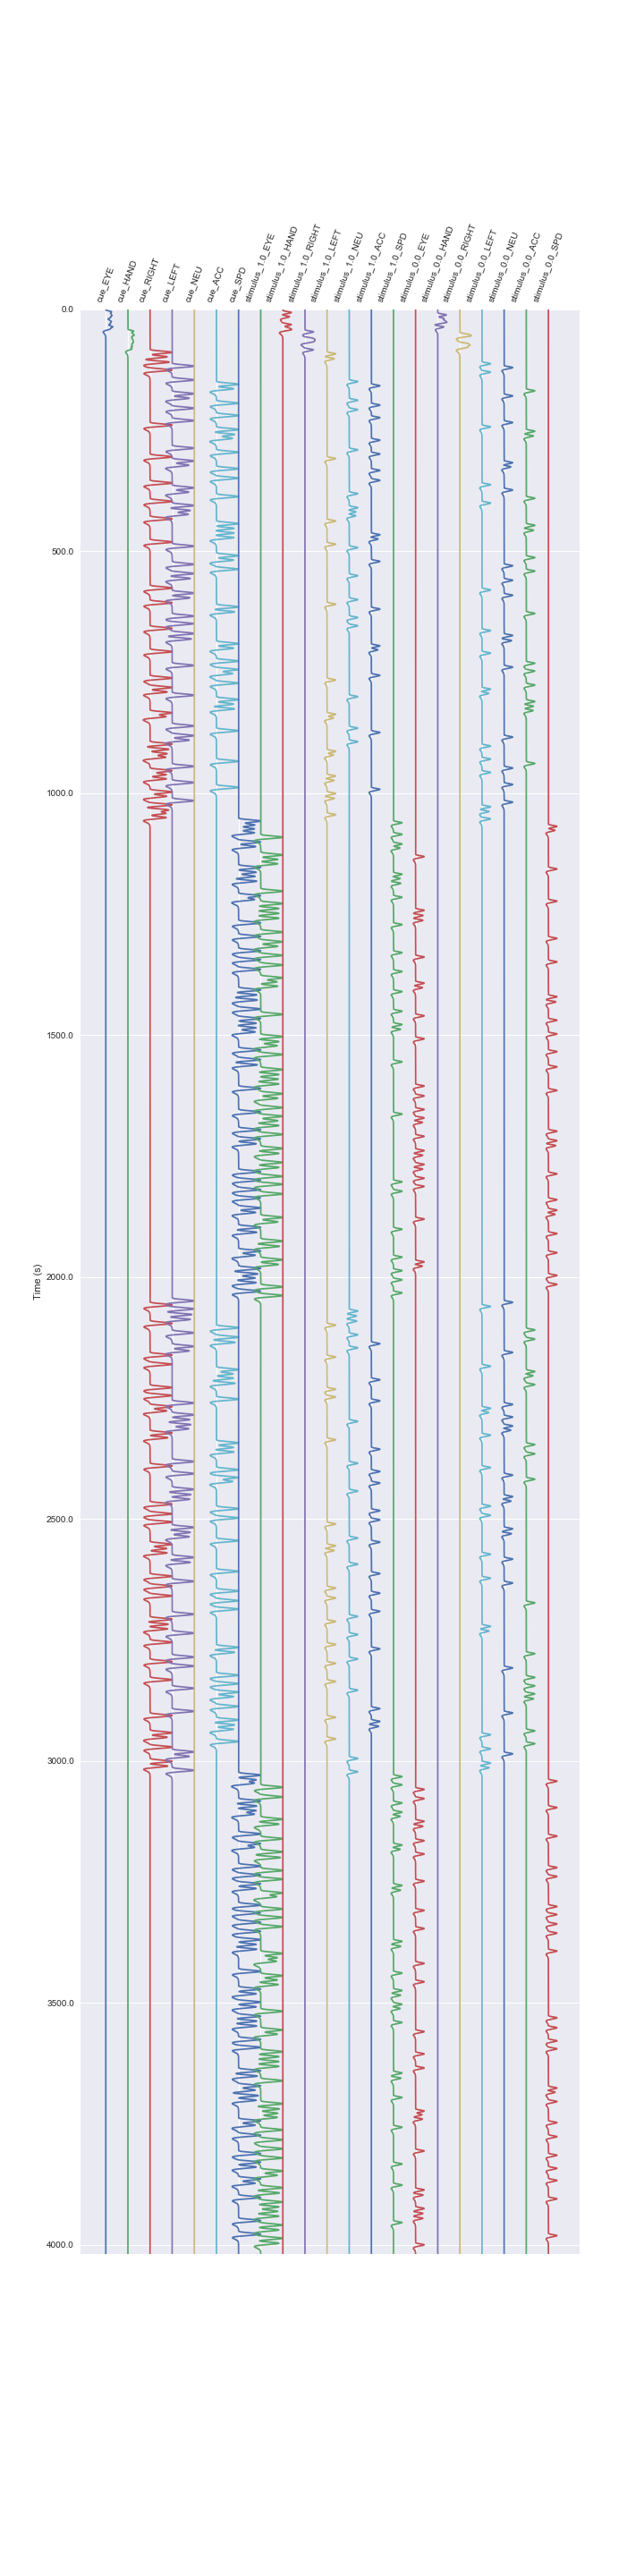 cue_EYE
cue_HAND
cue_RIGHT
cue_LEFT
cue_NEU
cue_ACC
cue_SPD
stimulus_1.0_EYE
stimulus_1.0_HAND
stimulus_1.0_RIGHT
stimulus_1.0_LEFT
stimulus_1.0_NEU
stimulus_1.0_ACC
stimulus_1.0_SPD
stimulus_0.0_EYE
stimulus_0.0_HAND
stimulus_0.0_RIGHT
stimulus_0.0_LEFT
stimulus_0.0_NEU
stimulus_0.0_ACC
stimulus_0.0_SPD
0.0
500.0
1000.0
1500.0
Time (s)
2000.0
2500.0
3000.0
3500.0
4000.0